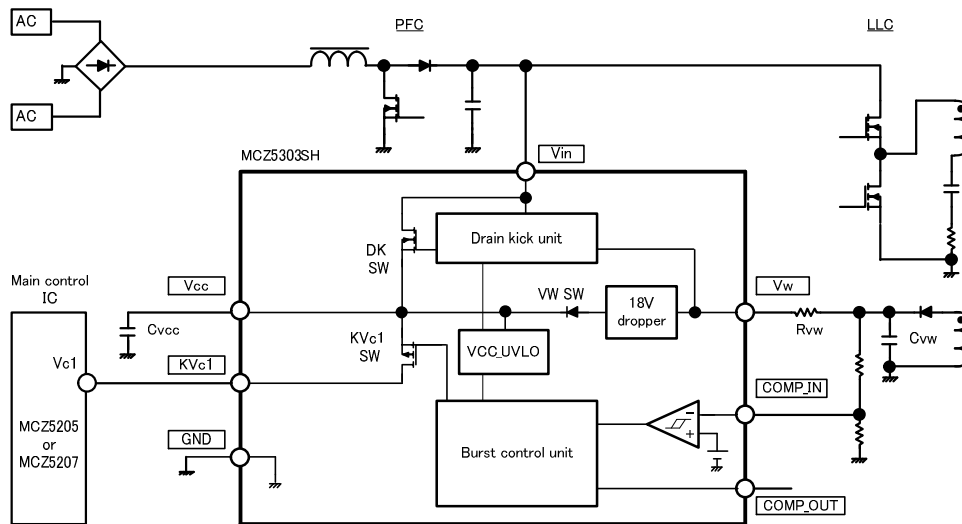 AC
PFC
LLC
AC
MCZ5303SH
Vin
Drain kick unit
DK
SW
Main control
IC
Vcc
VW SW
18V
dropper
Vw
Cvcc
Rvw
Cvw
KVc1
SW
VCC_UVLO
Vc1
KVc1
COMP_IN
MCZ5205
or
MCZ5207
GND
Burst control unit
COMP_OUT